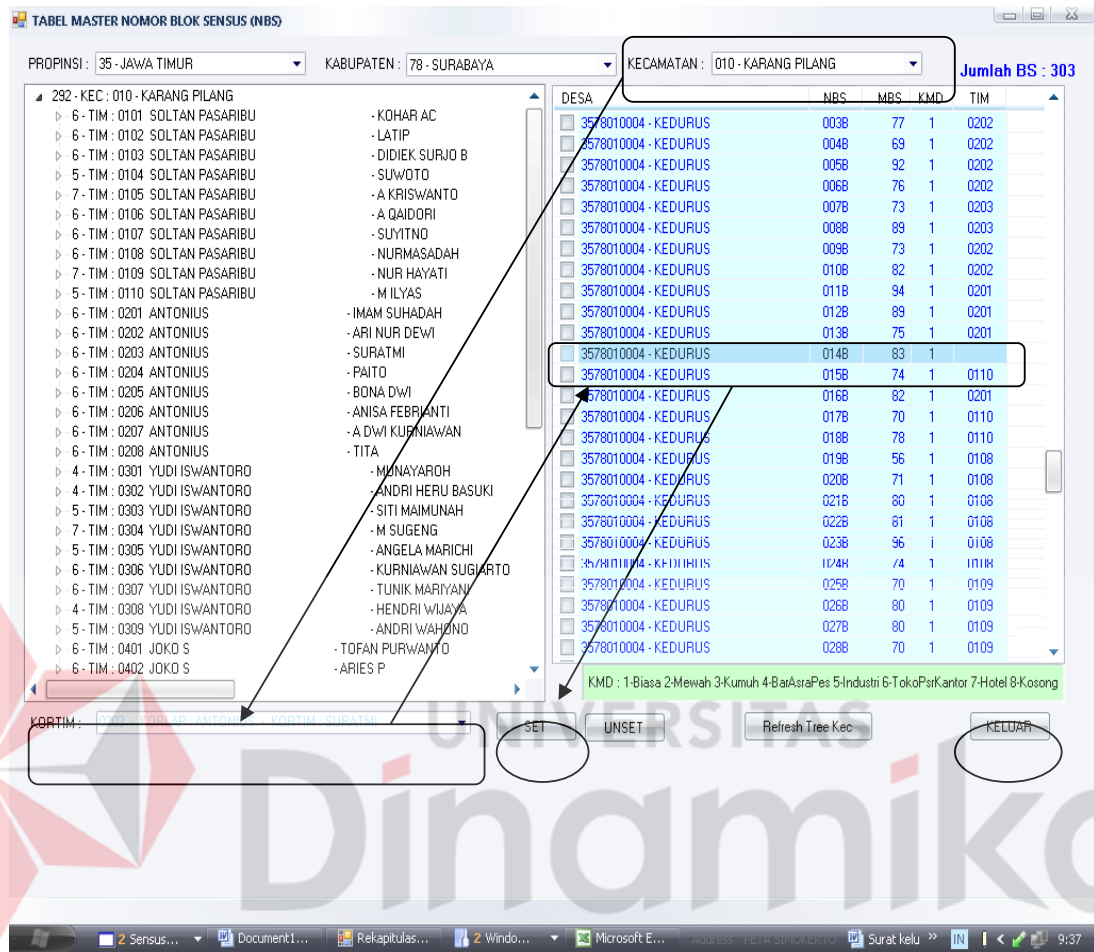 TABEL MASTER NOMOR BLOK SENSUS (NBS)
PROPINSI : 35 - JAWA TIMUR KABUPATEN : 78 - SURABAYA KECAMATAN : 010 - KARANG PILANG Jumlah BS : 303
292 - KEC : 010 - KARANG PILANG
6 - TIM : 0101 SOLTAN PASARIBU - KOHAR AC
6 - TIM : 0102 SOLTAN PASARIBU - LATIP
6 - TIM : 0103 SOLTAN PASARIBU - DIDIEK SURJO B
5 - TIM : 0104 SOLTAN PASARIBU - SUWOTO
7 - TIM : 0105 SOLTAN PASARIBU - A KRISWANTO
6 - TIM : 0106 SOLTAN PASARIBU - A QAIDORI
6 - TIM : 0107 SOLTAN PASARIBU - SUYITNO
6 - TIM : 0108 SOLTAN PASARIBU - NURMASADAH
7 - TIM : 0109 SOLTAN PASARIBU - NUR HAYATI
5 - TIM : 0110 SOLTAN PASARIBU - M ILYAS
6 - TIM : 0201 ANTONIUS - IMAM SUHADAH
6 - TIM : 0202 ANTONIUS - ARI NUR DEWI
6 - TIM : 0203 ANTONIUS - SURATMI
6 - TIM : 0204 ANTONIUS - PAITO
6 - TIM : 0205 ANTONIUS - BONA DWI
6 - TIM : 0206 ANTONIUS - ANISA FEBRIANTI
6 - TIM : 0207 ANTONIUS - A DWI KURNIAWAN
6 - TIM : 0208 ANTONIUS - TITA
4 - TIM : 0301 YUDI ISWANTORO - MUNAYAROH
4 - TIM : 0302 YUDI ISWANTORO - ANDRI HERU BASUKI
5 - TIM : 0303 YUDI ISWANTORO - SITI MAIMUNAH
7 - TIM : 0304 YUDI ISWANTORO - M SUGENG
5 - TIM : 0305 YUDI ISWANTORO - ANGELA MARICHI
6 - TIM : 0306 YUDI ISWANTORO - KURNIAWAN SUGIARTO
6 - TIM : 0307 YUDI ISWANTORO - TUNIK MARIYANI
4 - TIM : 0308 YUDI ISWANTORO - HENDRI WIJAYA
5 - TIM : 0309 YUDI ISWANTORO - ANDRI WAHONO
6 - TIM : 0401 JOKO S - TOFAN PURWANTO
6 - TIM : 0402 JOKO S - ARIES P
DESA NBS MBS KMD TIM
3578010004 - KEDURUS 003B 77 1 0202
3578010004 - KEDURUS 004B 69 1 0202
3578010004 - KEDURUS 005B 92 1 0202
3578010004 - KEDURUS 006B 76 1 0202
3578010004 - KEDURUS 007B 73 1 0203
3578010004 - KEDURUS 008B 89 1 0203
3578010004 - KEDURUS 009B 73 1 0202
3578010004 - KEDURUS 010B 82 1 0202
3578010004 - KEDURUS 011B 94 1 0201
3578010004 - KEDURUS 012B 89 1 0201
3578010004 - KEDURUS 013B 75 1 0201
3578010004 - KEDURUS 014B 83 1
3578010004 - KEDURUS 015B 74 1 0110
3578010004 - KEDURUS 016B 82 1 0201
3578010004 - KEDURUS 017B 70 1 0110
3578010004 - KEDURUS 018B 78 1 0110
3578010004 - KEDURUS 019B 56 1 0108
3578010004 - KEDURUS 020B 71 1 0108
3578010004 - KEDURUS 021B 80 1 0108
3578010004 - KEDURUS 022B 81 1 0108
3578010004 - KEDURUS 023B 96 1 0108
3578010004 - KEDURUS 024B 74 1 0108
3578010004 - KEDURUS 025B 70 1 0109
3578010004 - KEDURUS 026B 80 1 0109
3578010004 - KEDURUS 027B 80 1 0109
3578010004 - KEDURUS 028B 70 1 0109
KMD : 1-Biasa 2-Mewah 3-Kumuh 4-BarAsraPes 5-Industri 6-TokoPsrKantor 7-Hotel 8-Kosong
KORTIM : 0203 - KORLAP ANTONIUS - KORTIM : SURATMI SET UNSET Refresh Tree Kec KELUAR
UNIVERSITAS
Dinamika
2 Sensus... Document1... Rekapitulas... 2 Windo... Microsoft E... Address PETA SIMOKERTO Surat kelu IN 9:37